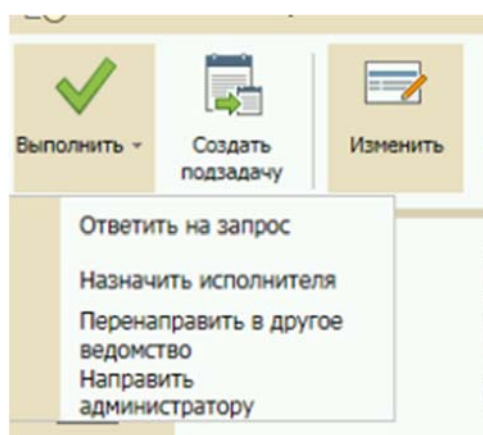 Выполнить
Создать
подзадачу
Изменить
Ответить на запрос
Назначить исполнителя
Перенаправить в другое
ведомство
Направить
администратору